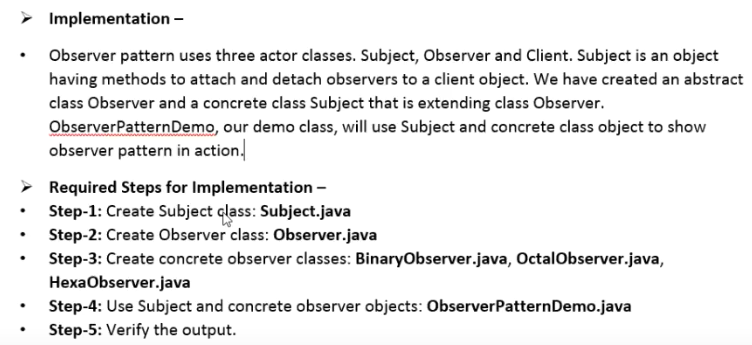 ➢ Implementation –
• Observer pattern uses three actor classes. Subject, Observer and Client. Subject is an object
having methods to attach and detach observers to a client object. We have created an abstract
class Observer and a concrete class Subject that is extending class Observer.
ObserverPatternDemo, our demo class, will use Subject and concrete class object to show
observer pattern in action.
➢ Required Steps for Implementation –
• Step-1: Create Subject class: Subject.java
• Step-2: Create Observer class: Observer.java
• Step-3: Create concrete observer classes: BinaryObserver.java, OctalObserver.java,
HexaObserver.java
• Step-4: Use Subject and concrete observer objects: ObserverPatternDemo.java
• Step-5: Verify the output.